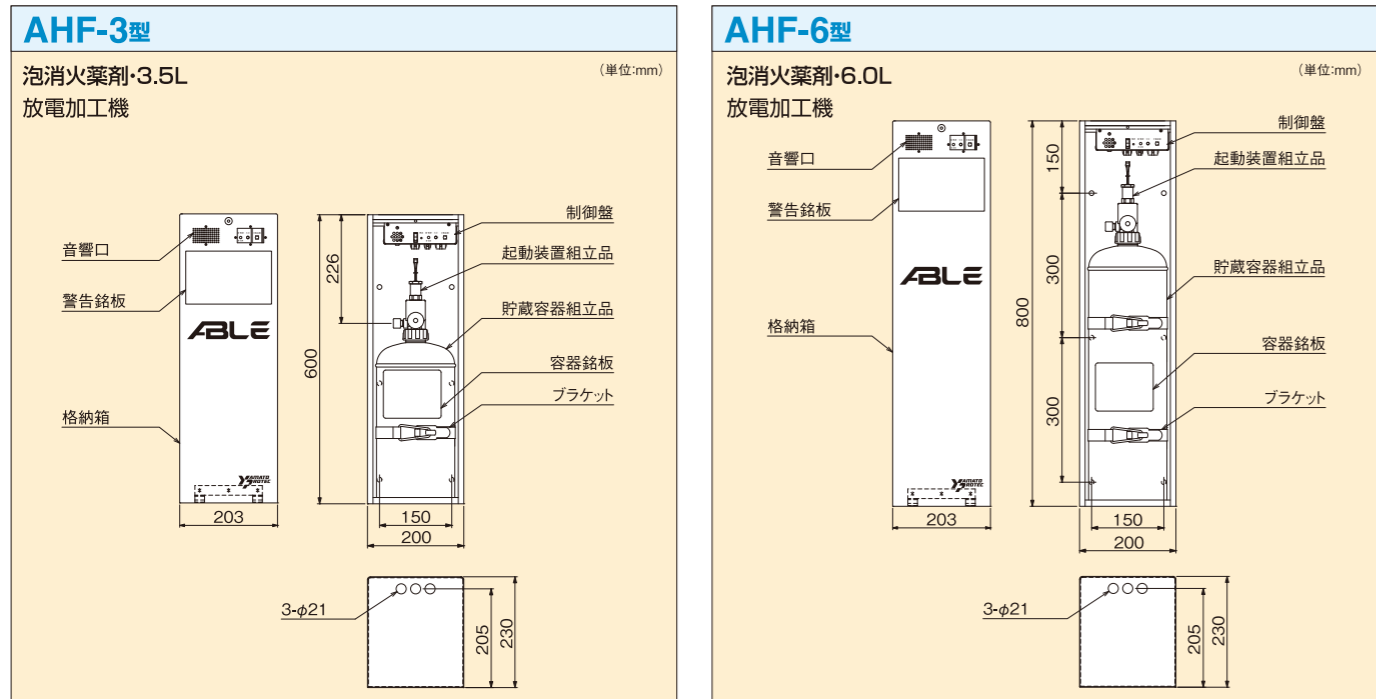 AHF-3型
泡消火薬剤・3.5L
(単位:mm)
放電加工機
音響口
警告銘板
ABLE
格納箱
YAMATO PROTEC
203
制御盤
起動装置組立品
貯蔵容器組立品
容器銘板
ブラケット
226
600
150
200
3-φ21
205
230
AHF-6型
泡消火薬剤・6.0L
(単位:mm)
放電加工機
音響口
警告銘板
ABLE
格納箱
YAMATO PROTEC
203
制御盤
起動装置組立品
貯蔵容器組立品
容器銘板
ブラケット
150
300
300
800
150
200
3-φ21
205
230